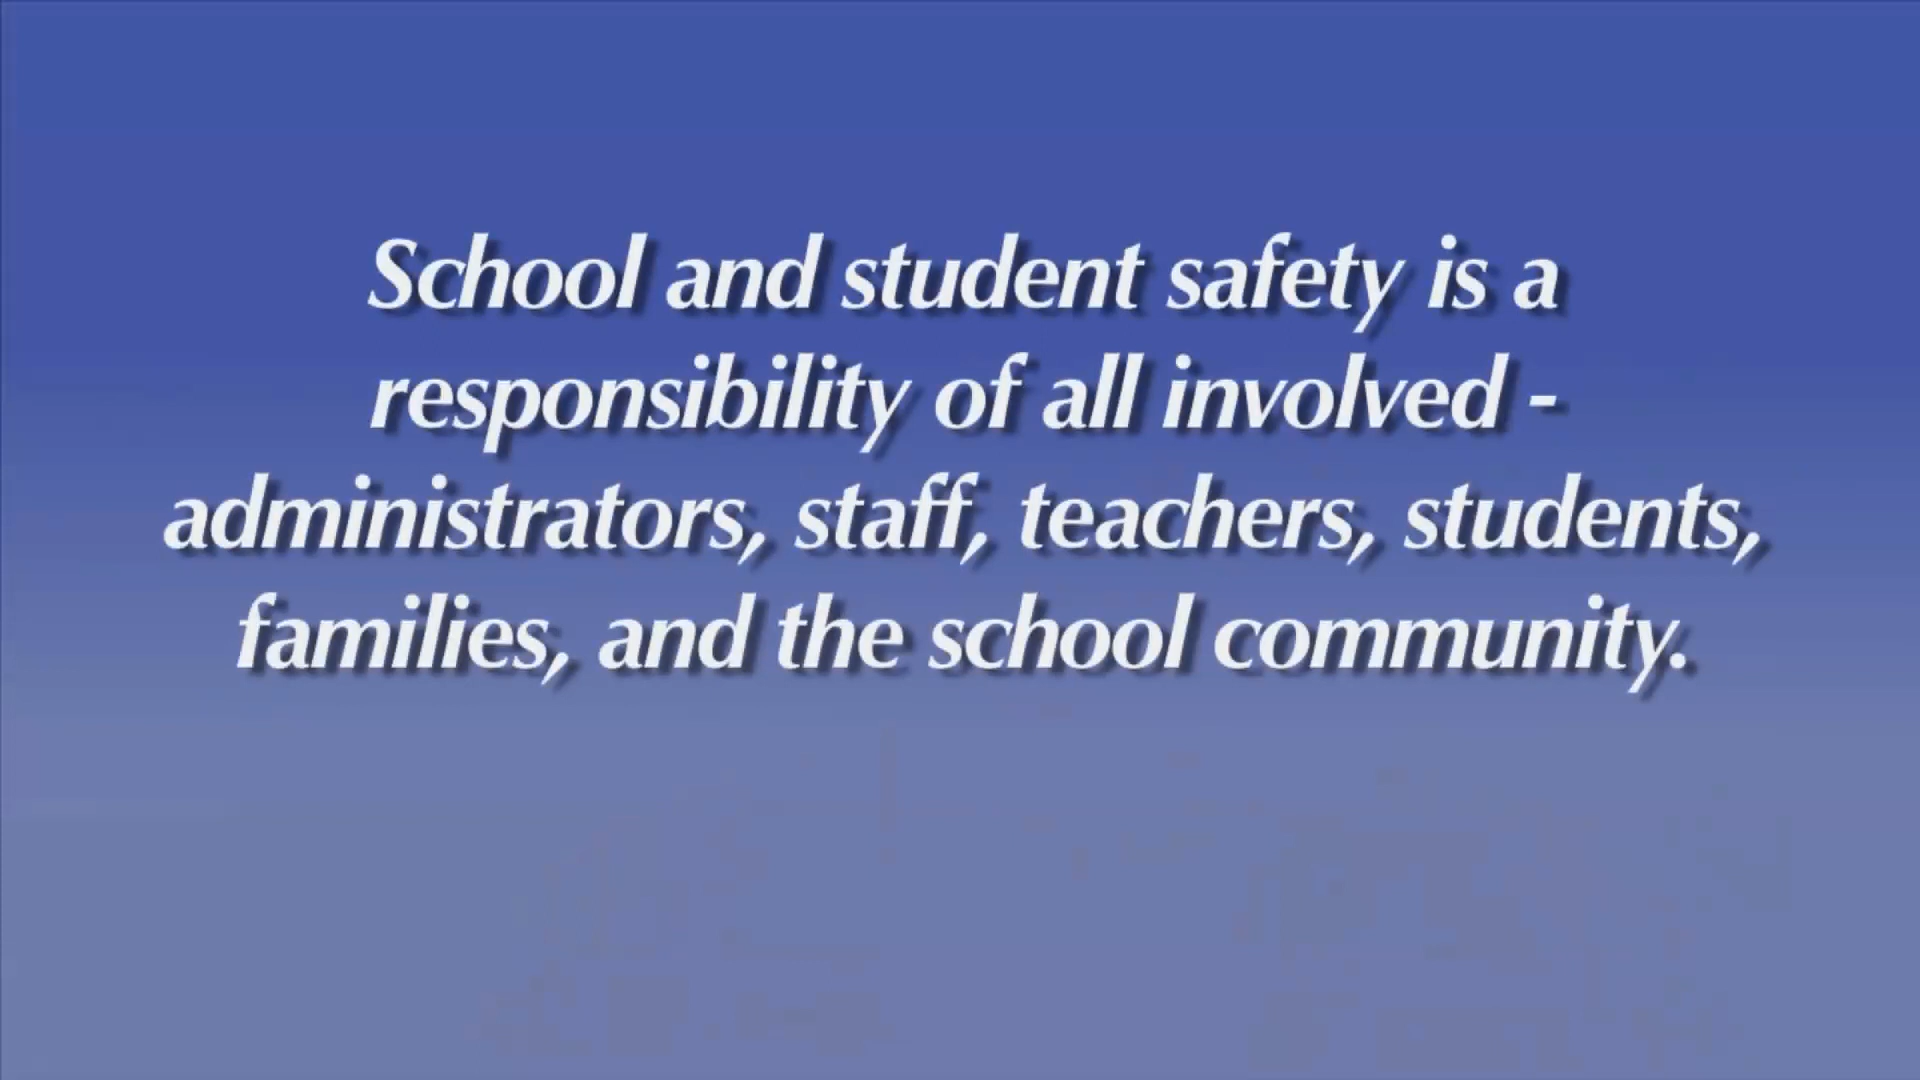 School and student safety is a
responsibility of all involved -
administrators, staff, teachers, students,
families, and the school community.